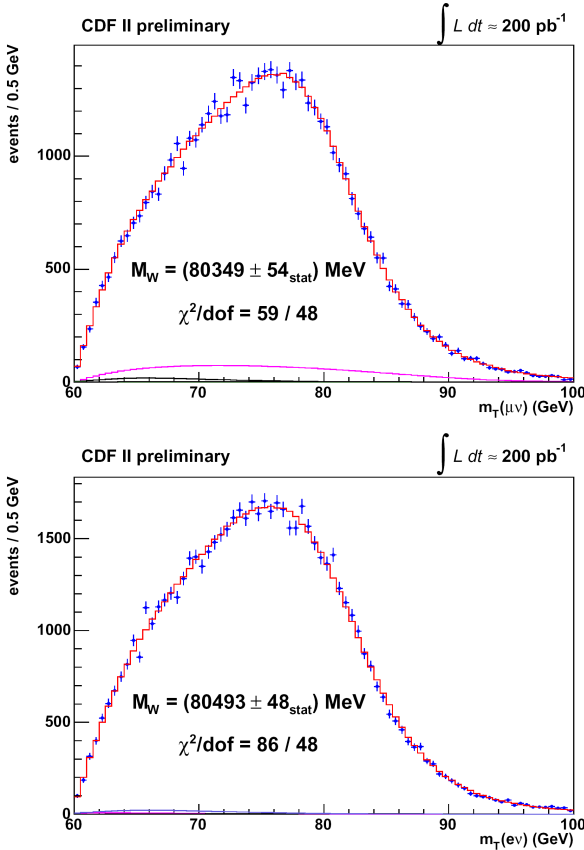 CDF II preliminary
∫ L dt ≈ 200 pb⁻¹
events / 0.5 GeV
1000
500
0
M_W = (80349 ± 54_stat) MeV
χ²/dof = 59 / 48
60 70 80 90 100
m_T(μν) (GeV)
CDF II preliminary
∫ L dt ≈ 200 pb⁻¹
events / 0.5 GeV
1500
1000
500
0
M_W = (80493 ± 48_stat) MeV
χ²/dof = 86 / 48
60 70 80 90 100
m_T(eν) (GeV)